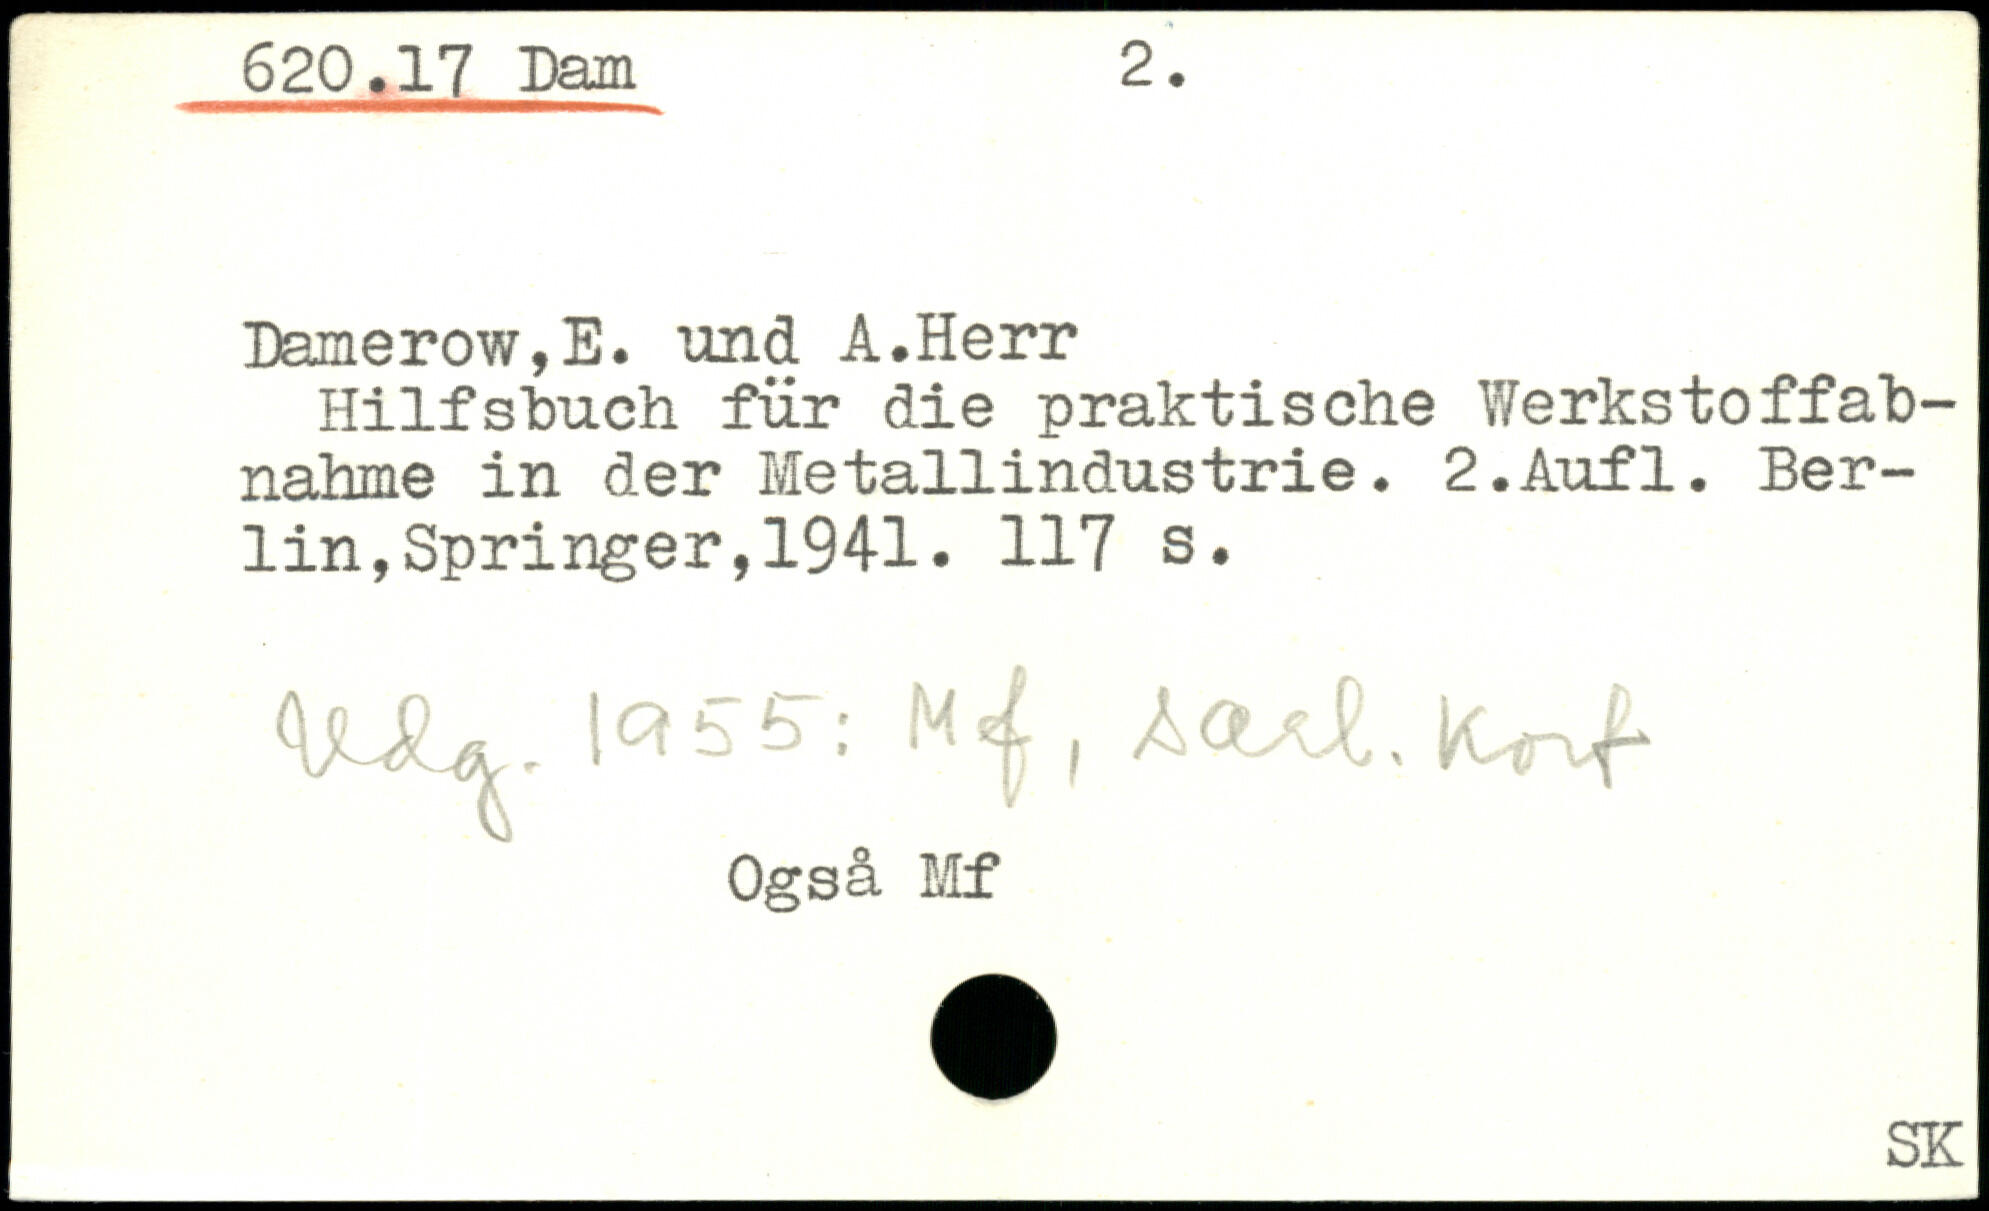 620.17 Dam 2.
Damerow,E. und A.Herr
Hilfsbuch für die praktische Werkstoffab-
nahme in der Metallindustrie. 2.Aufl. Ber-
lin,Springer,1941. 117 s.
Udg. 1955: Mf, særl. kort
Også Mf
SK